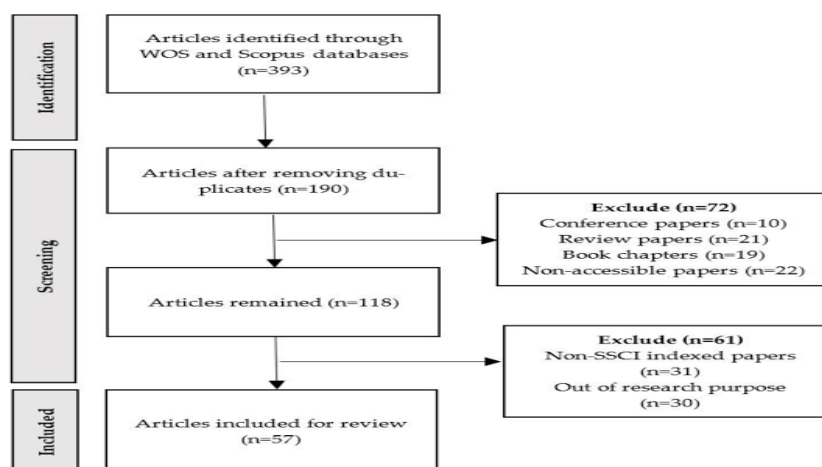 Identification
Articles identified through
WOS and Scopus databases
(n=393)
Screening
Articles after removing du-
plicates (n=190)
Exclude (n=72)
Conference papers (n=10)
Review papers (n=21)
Book chapters (n=19)
Non-accessible papers (n=22)
Articles remained (n=118)
Exclude (n=61)
Non-SSCI indexed papers
(n=31)
Out of research purpose
(n=30)
Included
Articles included for review
(n=57)